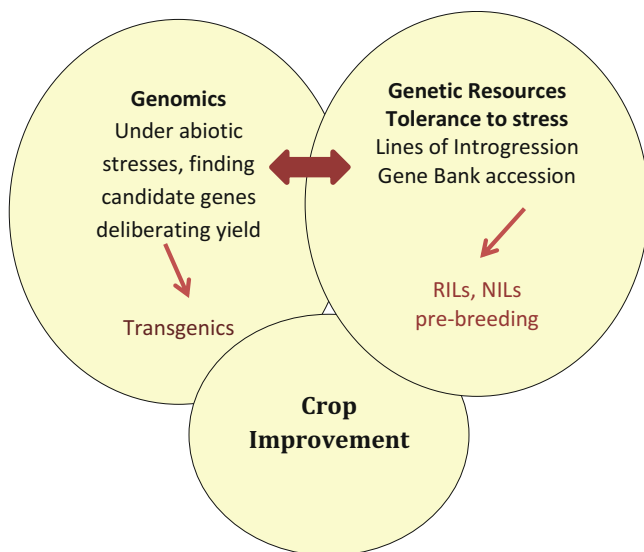 Genomics
Under abiotic
stresses, finding
candidate genes
deliberating yield
Transgenics
Genetic Resources
Tolerance to stress
Lines of Introgression
Gene Bank accession
RILs, NILs
pre-breeding
Crop
Improvement